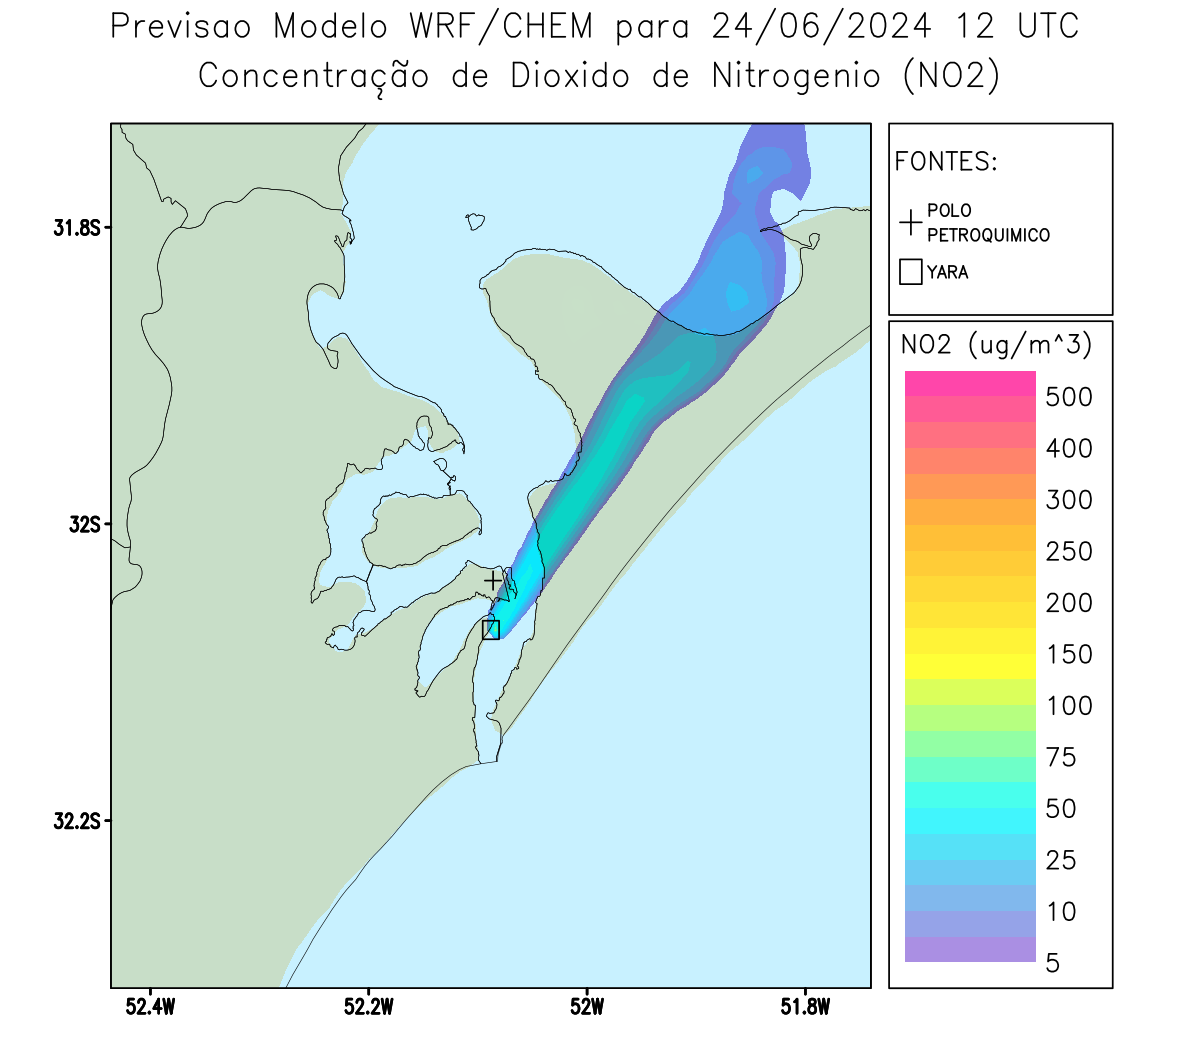 Previsao Modelo WRF/CHEM para 24/06/2024 12 UTC
Concentração de Dioxido de Nitrogenio (NO2)
FONTES:
POLO
PETROQUIMICO
YARA
NO2 (ug/m^3)
500
400
300
250
200
150
100
75
50
25
10
5
31.8S
32S
32.2S
52.4W
52.2W
52W
51.8W